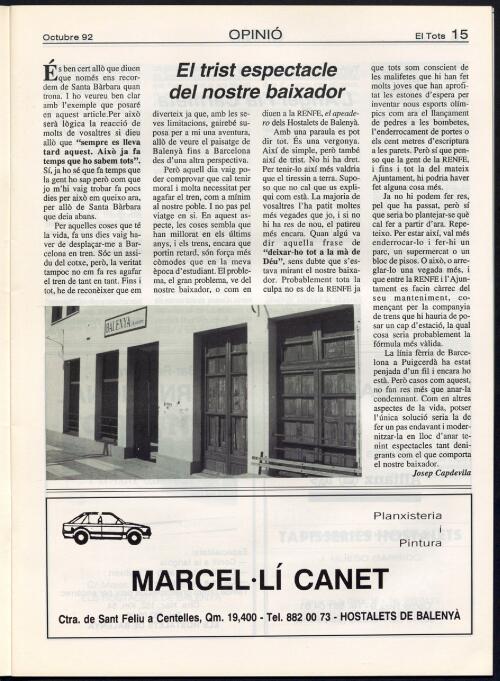 Octubre 92
OPINIÓ
El Tots 15
El trist espectacle
del nostre baixador
És ben cert allò que diuen
que només ens recor-
dem de Santa Bàrbara quan
trona. I ho veureu ben clar
amb l'exemple que posaré
en aquest article.Per això
serà lògica la reacció de
molts de vosaltres si dieu
allò que "sempre es lleva
tard aquest. Això ja fa
temps que ho sabem tots".
Sí, ja ho sé que fa temps que
la gent ho sap però com que
jo m'hi vaig trobar fa pocs
dies per això em queixo ara,
per allò de Santa Bàrbara
que deia abans.
Per aquelles coses que té
la vida, fa uns dies vaig ha-
ver de desplaçar-me a Bar-
celona en tren. Sóc un assi-
du del cotxe, però, la veritat
tampoc no em fa res agafar
el tren de tant en tant. Fins i
tot, he de reconèixer que em
diverteix ja que, amb les se-
ves limitacions, gairebé su-
posa per a mi una aventura,
allò de veure el paisatge de
Balenyà fins a Barcelona
des d'una altra perspectiva.
Però aquell dia vaig po-
der comprovar que cal tenir
moral i molta necessitat per
agafar el tren, com a mínim
al nostre poble. I no pas pel
viatge en si. En aquest as-
pecte, les coses sembla que
han millorat en els últims
anys, i els trens, encara que
portin retard, són força més
còmodes que en la meva
època d'estudiant. El proble-
ma, el gran problema, ve del
nostre baixador, o com en
diuen a la RENFE, el apeade-
ro de Hostalets de Balenyà.
Amb una paraula es pot
dir tot. És una vergonya.
Així de simple, però també
així de trist. No hi ha dret.
Per tenir-lo així més valdria
que el tiressin a terra. Supo-
so que no cal que us expli-
qui com està. La majoria de
vosaltres l'ha patit moltes
més vegades que jo, i si no
hi ha res de nou, el patireu
més encara. Quan algú va
dir aquella frase de
"deixar-ho tot a la mà de
Déu", sens dubte que s'es-
tava mirant el nostre baixa-
dor. Probablement tota la
culpa no es de la RENFE ja
que tots som conscient de
les malifetes que hi han fet
molts joves que han aprofi-
tat les estones d'espera per
inventar nous esports olím-
pics com ara el llançament
de pedres a les bombetes,
l'enderrocament de portes o
els cent metres d'escriptura
a les parets. Però sí que pen-
so que la gent de la RENFE,
i fins i tot la del mateix
Ajuntament, hi podria haver
fet alguna cosa més.
Ja no hi podem fer res,
pel que ha passat, però sí
que seria bo plantejar-se què
cal fer a partir d'ara. Repe-
teixo. Per estar així, val més
enderrocar-lo i fer-hi un
parc, un supermercat o un
bloc de pisos. O això, o arre-
glar-lo una vegada més, i
que entre la RENFE i l'Ajun-
tament es facin càrrec del
seu manteniment, co-
mençant per la companyia
de trens que hi hauria de po-
sar un cap d'estació, la qual
cosa seria probablement la
fórmula més vàlida.
La línia fèrria de Barce-
lona a Puigcerdà ha estat
penjada d'un fil i encara ho
està. Però casos com aquest,
no fan res més que anar-la
condemnant. Com en altres
aspectes de la vida, potser
l'única solució seria la de
fer un pas endavant i moder-
nitzar-la en lloc d'anar te-
nint espectacles tant deni-
grants com el que comporta
el nostre baixador.
Josep Capdevila
BALENYA
Planxisteria
i
Pintura
MARCEL·LÍ CANET
Ctra. de Sant Feliu a Centelles, Qm. 19,400 - Tel. 882 00 73 - HOSTALETS DE BALENYÀ